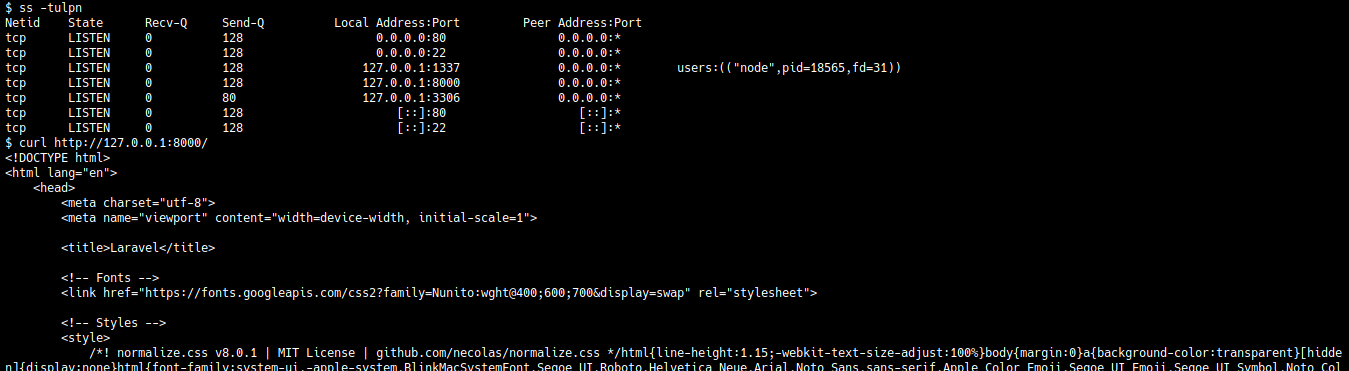 $ ss -tulpn
Netid State Recv-Q Send-Q Local Address:Port Peer Address:Port
tcp LISTEN 0 128 0.0.0.0:80 0.0.0.0:*
tcp LISTEN 0 128 0.0.0.0:22 0.0.0.0:*
tcp LISTEN 0 128 127.0.0.1:1337 0.0.0.0:* users:(("node",pid=18565,fd=31))
tcp LISTEN 0 128 127.0.0.1:8000 0.0.0.0:*
tcp LISTEN 0 80 127.0.0.1:3306 0.0.0.0:*
tcp LISTEN 0 128 [::]:80 [::]:*
tcp LISTEN 0 128 [::]:22 [::]:*
$ curl http://127.0.0.1:8000/
<!DOCTYPE html>
<html lang="en">
<head>
<meta charset="utf-8">
<meta name="viewport" content="width=device-width, initial-scale=1">
<title>Laravel</title>
<!-- Fonts -->
<link href="https://fonts.googleapis.com/css2?family=Nunito:wght@400;600;700&display=swap" rel="stylesheet">
<!-- Styles -->
<style>
/*! normalize.css v8.0.1 | MIT License | github.com/necolas/normalize.css */html{line-height:1.15;-webkit-text-size-adjust:100%}body{margin:0}a{background-color:transparent}[hidde
n]{display:none}html{font-family:system-ui,-apple-system,BlinkMacSystemFont,Segoe UI,Roboto,Helvetica Neue,Arial,Noto Sans,sans-serif,Apple Color Emoji,Segoe UI Emoji,Segoe UI Symbol,Noto Col